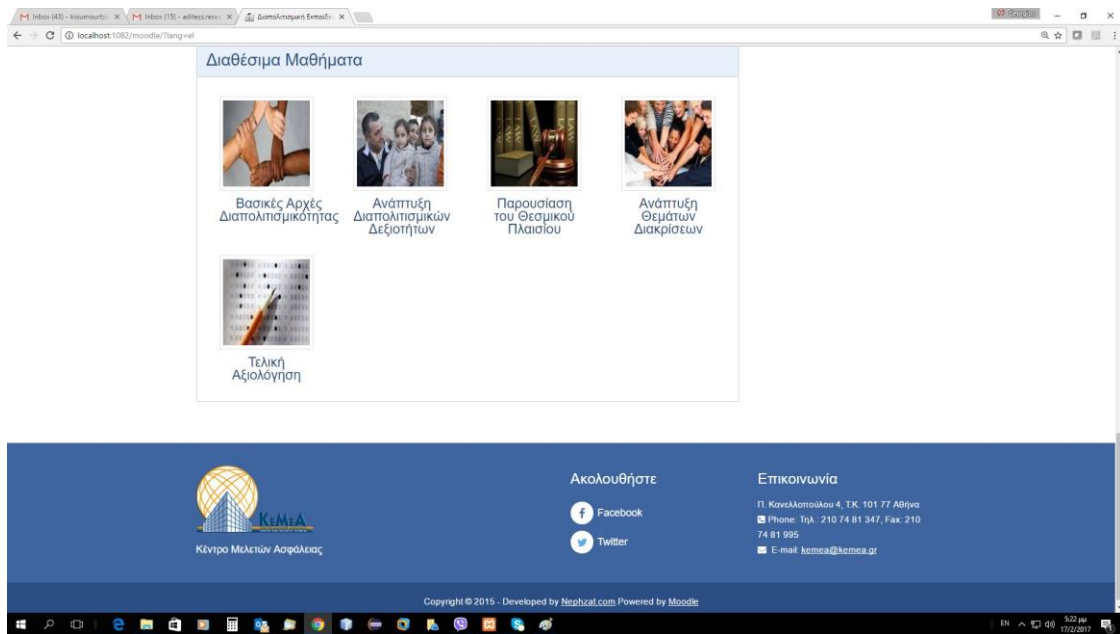 Inbox (43) - kioumourtz
Inbox (15) - aditess.rese
Διαπολιτισμική Εκπαίδε
Georgios
localhost:1082/moodle/?lang=el
Διαθέσιμα Μαθήματα
Βασικές Αρχές
Διαπολιτισμικότητας
Ανάπτυξη
Διαπολιτισμικών
Δεξιοτήτων
Παρουσίαση
του Θεσμικού
Πλαισίου
Ανάπτυξη
Θεμάτων
Διακρίσεων
Τελική
Αξιολόγηση
ΚΕΜΕΑ
Κέντρο Μελετών Ασφάλειας
Ακολουθήστε
Facebook
Twitter
Επικοινωνία
Π. Κανελλοπούλου 4, Τ.Κ. 101 77 Αθήνα
Phone: Τηλ.: 210 74 81 347, Fax: 210
74 81 995
E-mail: kemea@kemea.gr
Copyright © 2015 - Developed by Nephzat.com Powered by Moodle
EN
5:22 μμ
17/2/2017